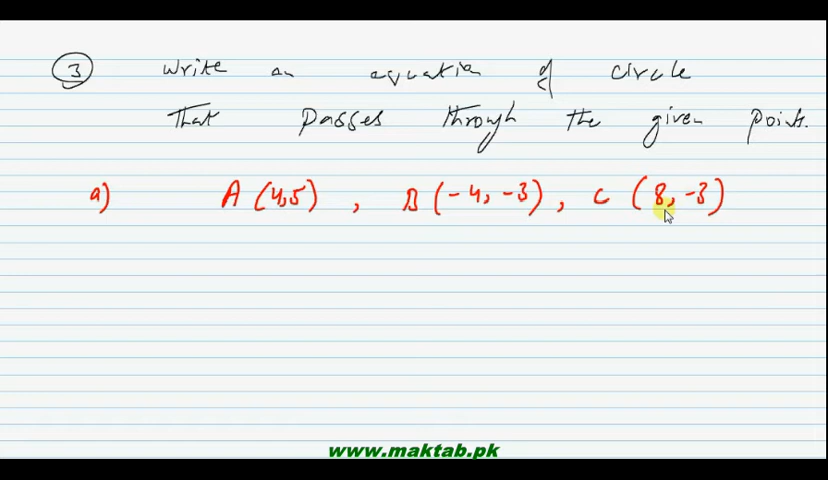 3 Write an equation of circle
That passes through the given points.
a) A (4,5) , B (-4, -3) , C (8, -3)
www.maktab.pk